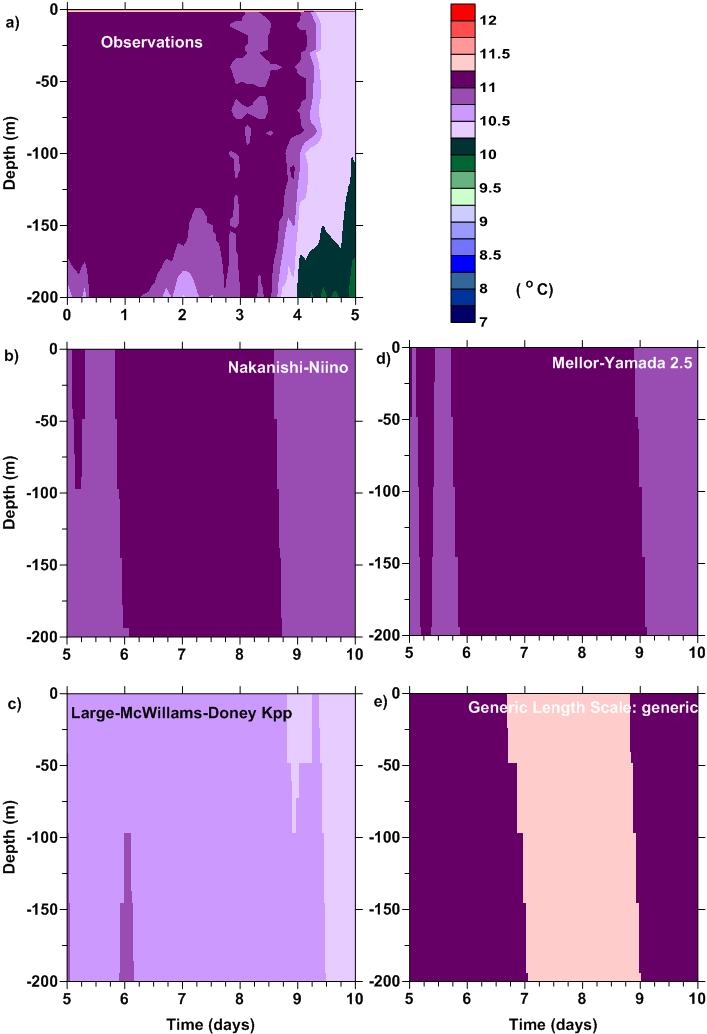 a)
Observations
Depth (m)
0
-50
-100
-150
-200
0 1 2 3 4 5
12
11.5
11
10.5
10
9.5
9
8.5
8
7
( o C)
b)
Nakanishi-Niino
Depth (m)
0
-50
-100
-150
-200
5 6 7 8 9 10
d)
Mellor-Yamada 2.5
0
-50
-100
-150
-200
5 6 7 8 9 10
c)
Large-McWillams-Doney Kpp
Depth (m)
0
-50
-100
-150
-200
5 6 7 8 9 10
Time (days)
e)
Generic Length Scale: generic
0
-50
-100
-150
-200
5 6 7 8 9 10
Time (days)